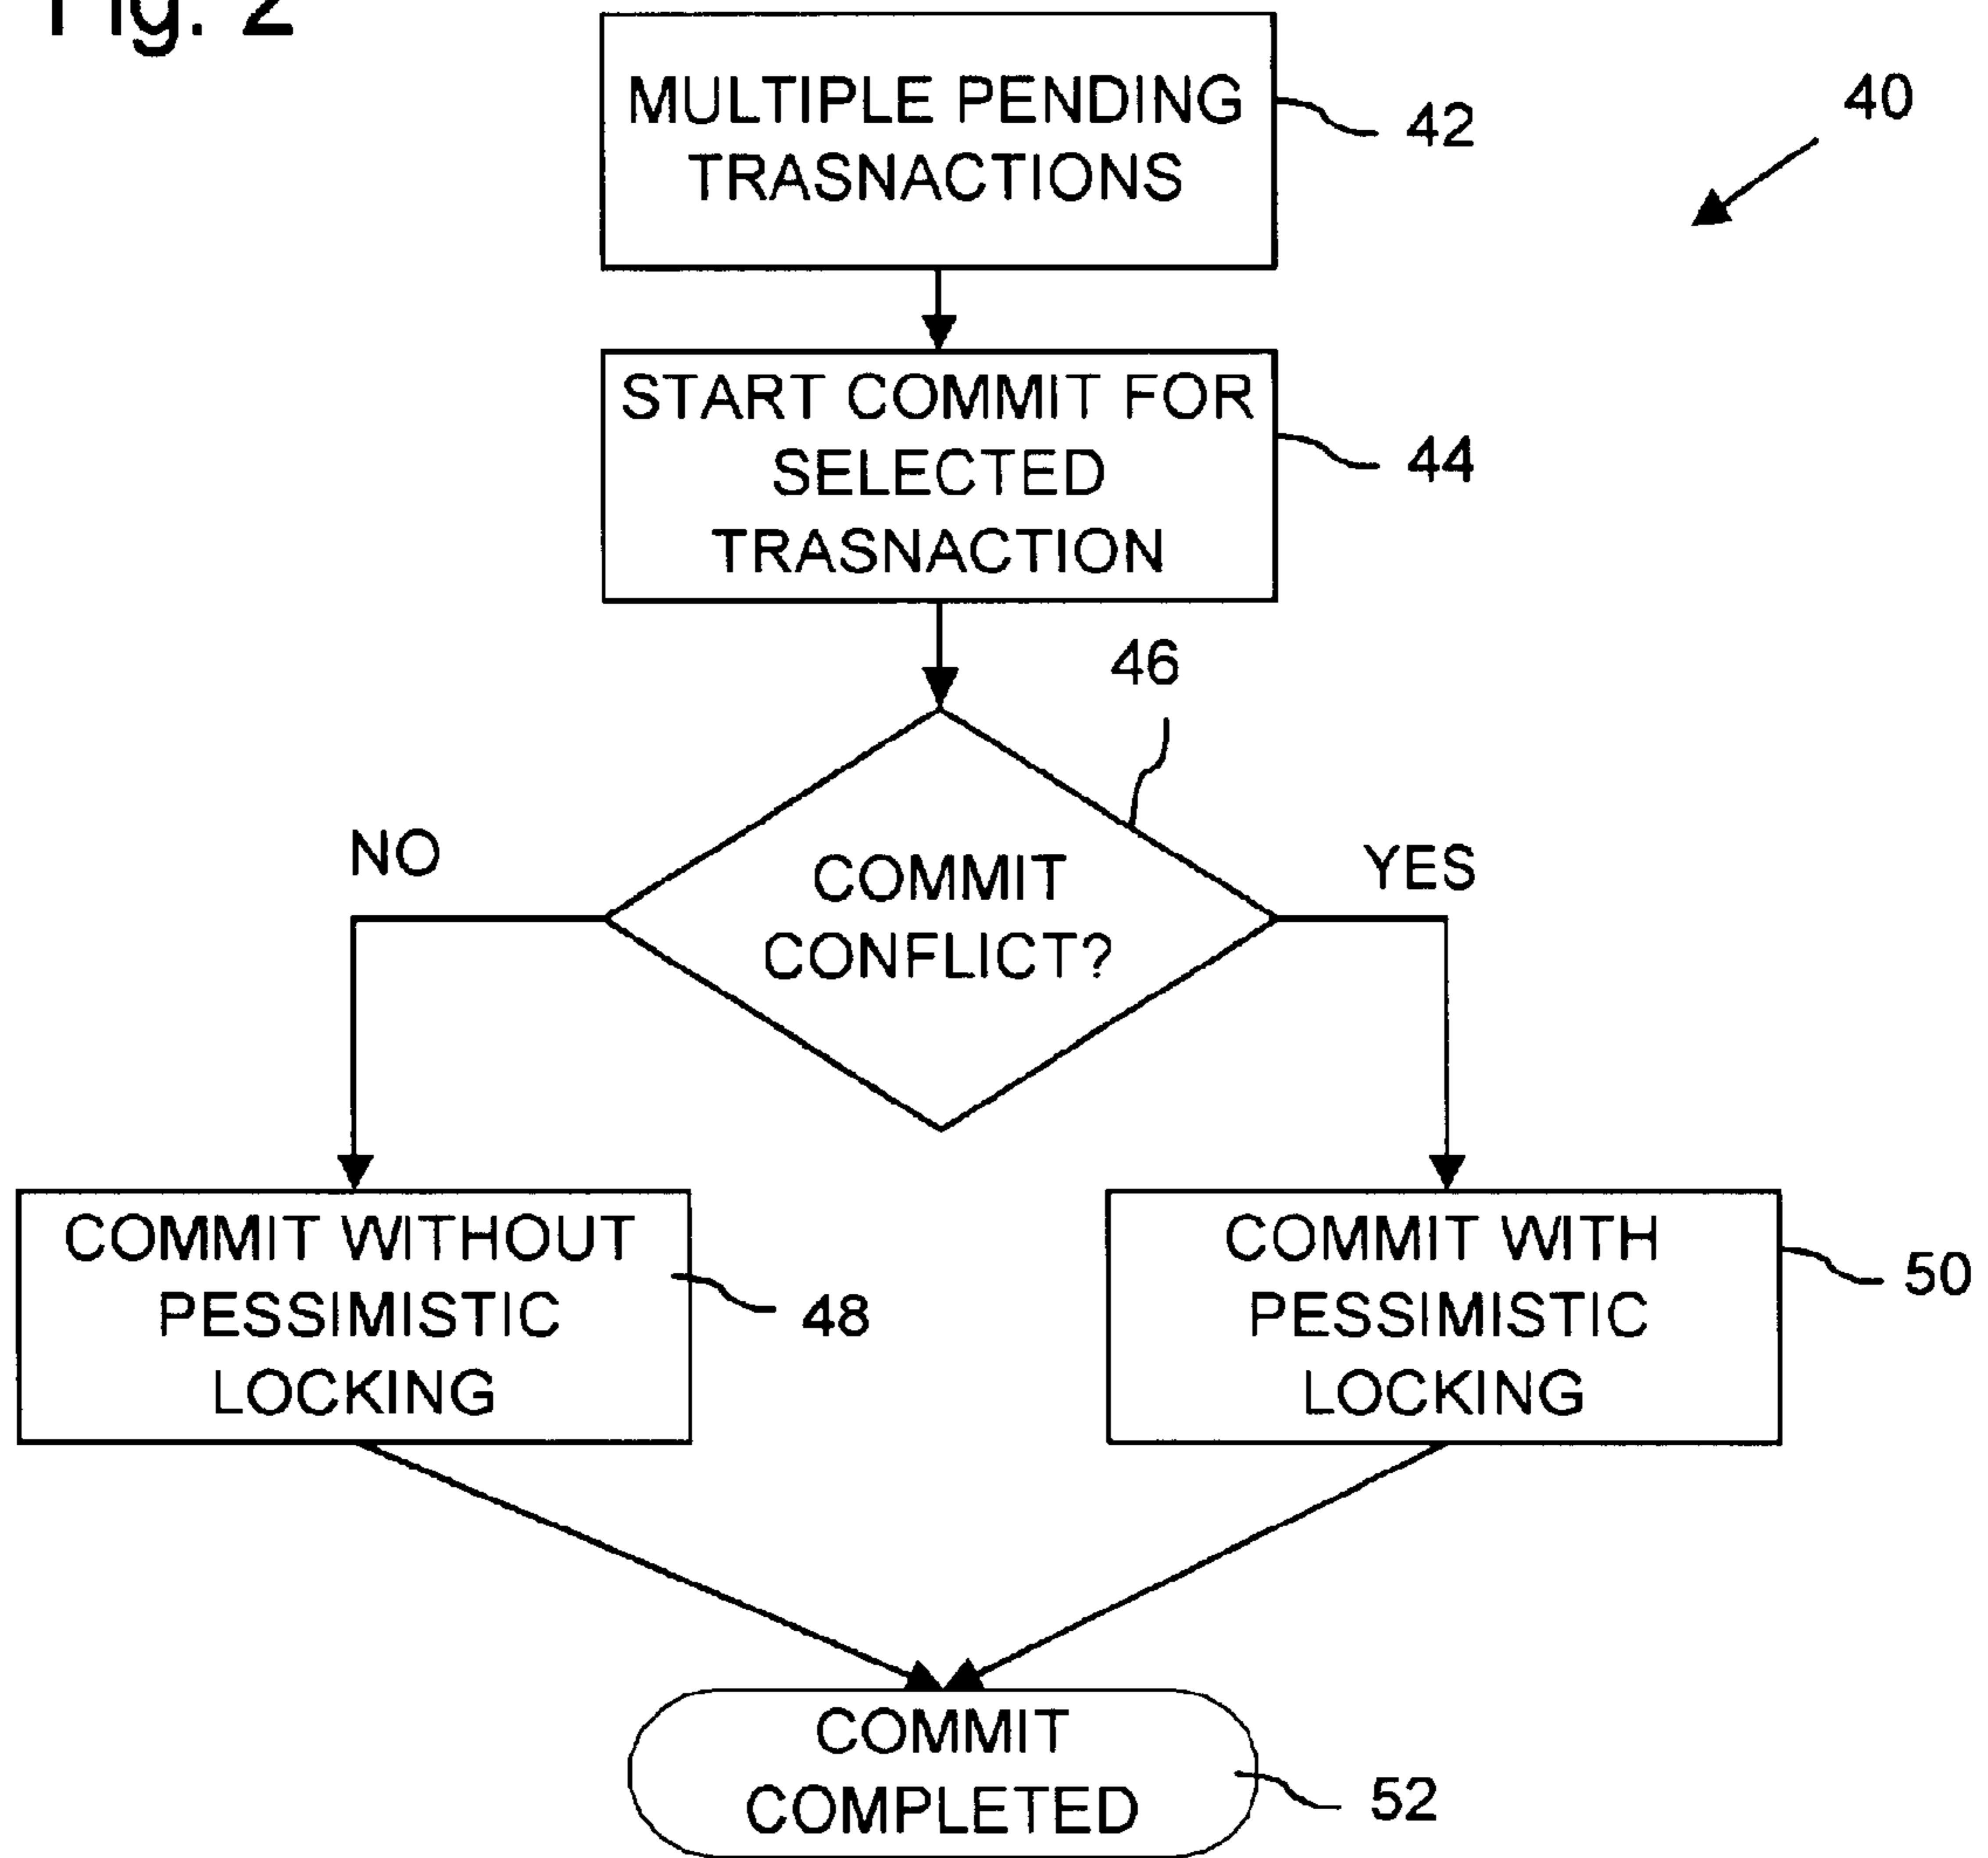 Fig. 2
MULTIPLE PENDING
TRASNACTIONS
42
40
START COMMIT FOR
SELECTED
TRASNACTION
44
46
NO
COMMIT
CONFLICT?
YES
COMMIT WITHOUT
PESSIMISTIC
LOCKING
48
COMMIT WITH
PESSIMISTIC
LOCKING
50
COMMIT
COMPLETED
52